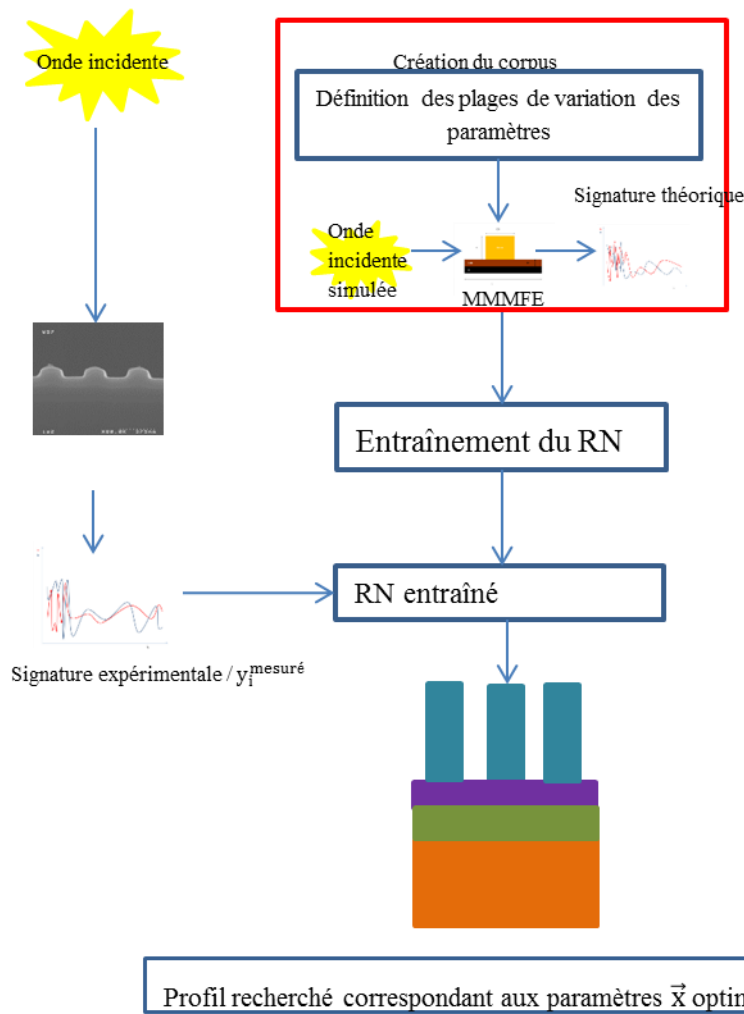 Onde incidente
Création du corpus
Définition des plages de variation des
paramètres
Signature théorique
Onde
incidente
simulée
MMMFE
Entraînement du RN
RN entraîné
Signature expérimentale / y_i^mesuré
Profil recherché correspondant aux paramètres x⃗